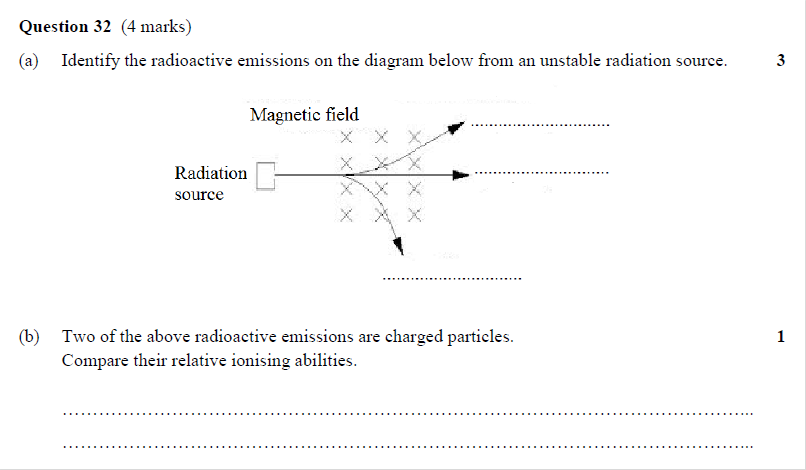 Question 32 (4 marks)
(a) Identify the radioactive emissions on the diagram below from an unstable radiation source. 3
Magnetic field
Radiation
source
(b) Two of the above radioactive emissions are charged particles. 1
Compare their relative ionising abilities.